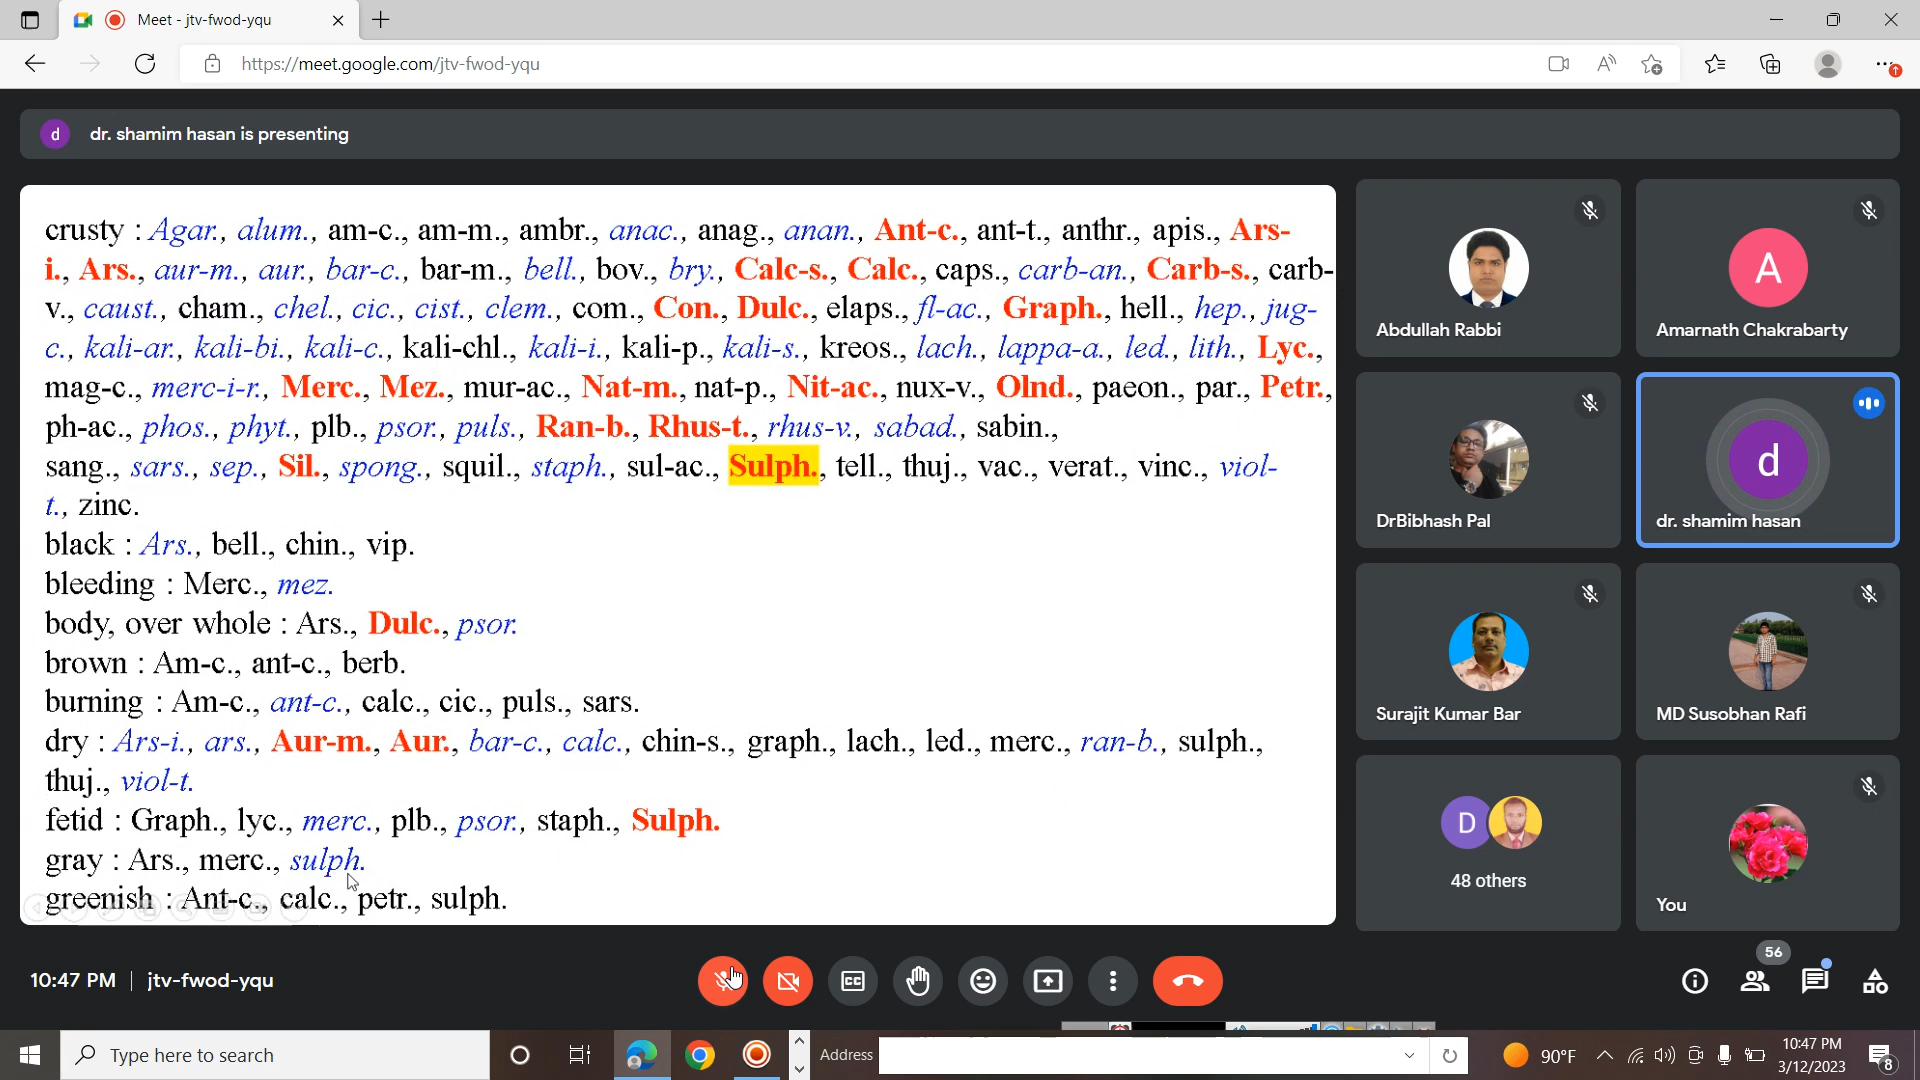 Meet - jtv-fwod-yqu
https://meet.google.com/jtv-fwod-yqu
d dr. shamim hasan is presenting
crusty : Agar., alum., am-c., am-m., ambr., anac., anag., anan., Ant-c., ant-t., anthr., apis., Ars-
i., Ars., aur-m., aur., bar-c., bar-m., bell., bov., bry., Calc-s., Calc., caps., carb-an., Carb-s., carb-
v., caust., cham., chel., cic., cist., clem., com., Con., Dulc., elaps., fl-ac., Graph., hell., hep., jug-
c., kali-ar., kali-bi., kali-c., kali-chl., kali-i., kali-p., kali-s., kreos., lach., lappa-a., led., lith., Lyc.,
mag-c., merc-i-r., Merc., Mez., mur-ac., Nat-m., nat-p., Nit-ac., nux-v., Olnd., paeon., par., Petr.,
ph-ac., phos., phyt., plb., psor., puls., Ran-b., Rhus-t., rhus-v., sabad., sabin.,
sang., sars., sep., Sil., spong., squil., staph., sul-ac., Sulph., tell., thuj., vac., verat., vinc., viol-
t., zinc.
black : Ars., bell., chin., vip.
bleeding : Merc., mez.
body, over whole : Ars., Dulc., psor.
brown : Am-c., ant-c., berb.
burning : Am-c., ant-c., calc., cic., puls., sars.
dry : Ars-i., ars., Aur-m., Aur., bar-c., calc., chin-s., graph., lach., led., merc., ran-b., sulph.,
thuj., viol-t.
fetid : Graph., lyc., merc., plb., psor., staph., Sulph.
gray : Ars., merc., sulph.
greenish : Ant-c., calc., petr., sulph.
Abdullah Rabbi
A
Amarnath Chakrabarty
DrBibhash Pal
d
dr. shamim hasan
Surajit Kumar Bar
MD Susobhan Rafi
D
48 others
You
10:47 PM | jtv-fwod-yqu
56
Type here to search
Address
90°F
10:47 PM
3/12/2023
8